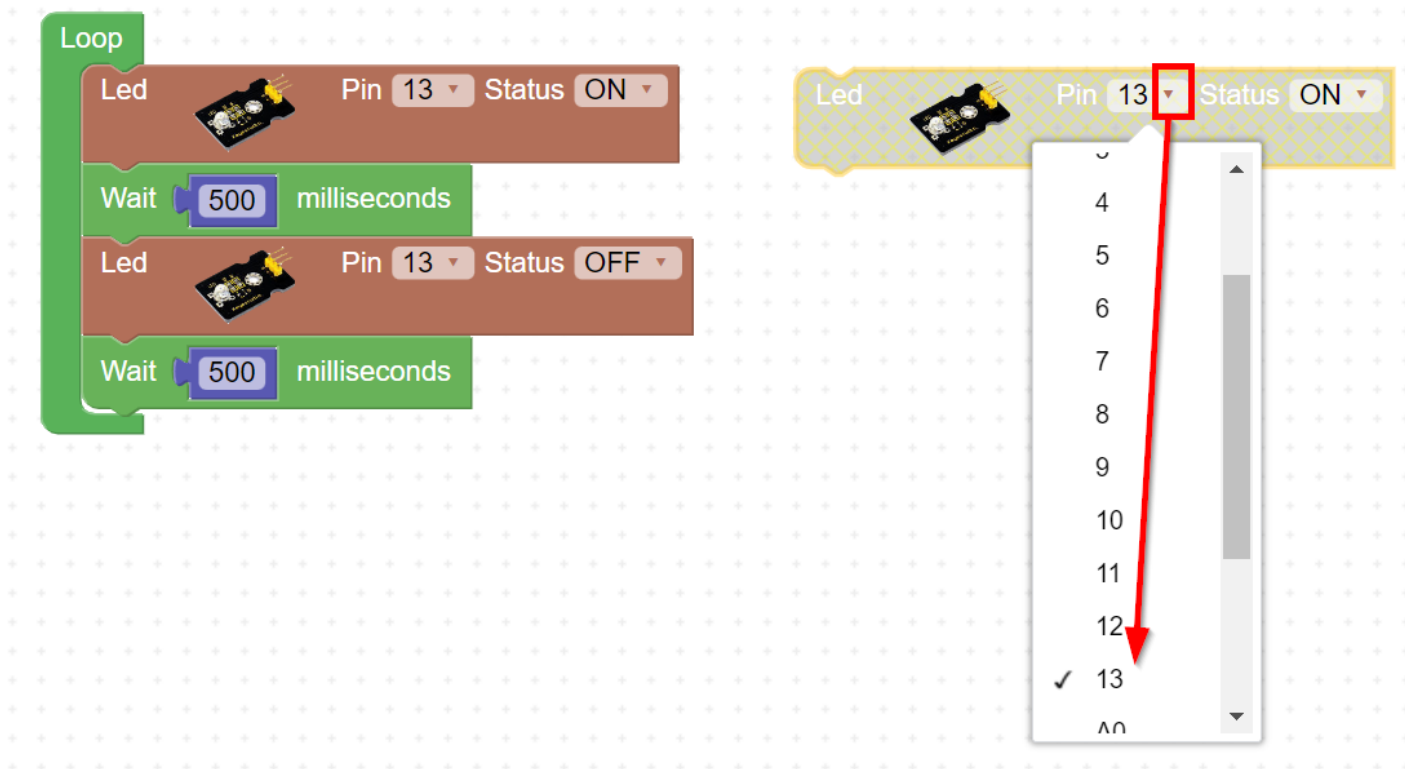 Loop
Led Pin 13 Status ON
Wait 500 milliseconds
Led Pin 13 Status OFF
Wait 500 milliseconds
Led Pin 13 Status ON
4
5
6
7
8
9
10
11
12
✓ 13
A0